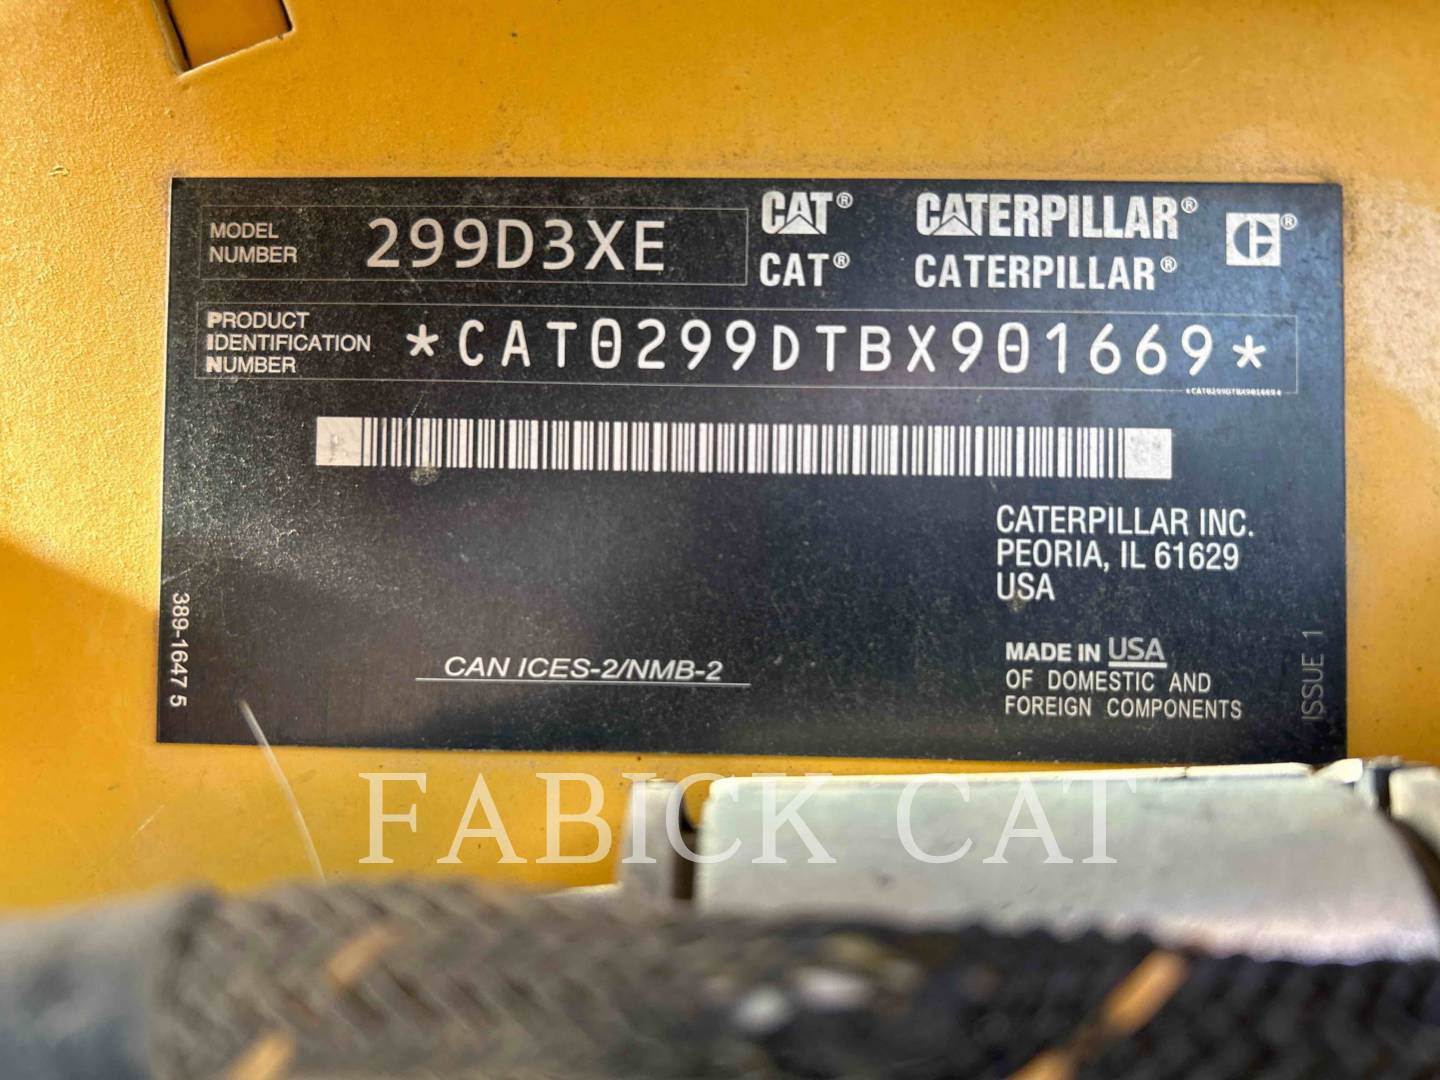 MODEL NUMBER 299D3XE
CAT® CATERPILLAR® ®
CAT® CATERPILLAR®
PRODUCT
IDENTIFICATION
NUMBER
*CAT0299DTBX901669*
*CAT0299DTBX901669*
CATERPILLAR INC.
PEORIA, IL 61629
USA
389-1647 5
CAN ICES-2/NMB-2
MADE IN USA
OF DOMESTIC AND
FOREIGN COMPONENTS
ISSUE 1
FABICK CAT